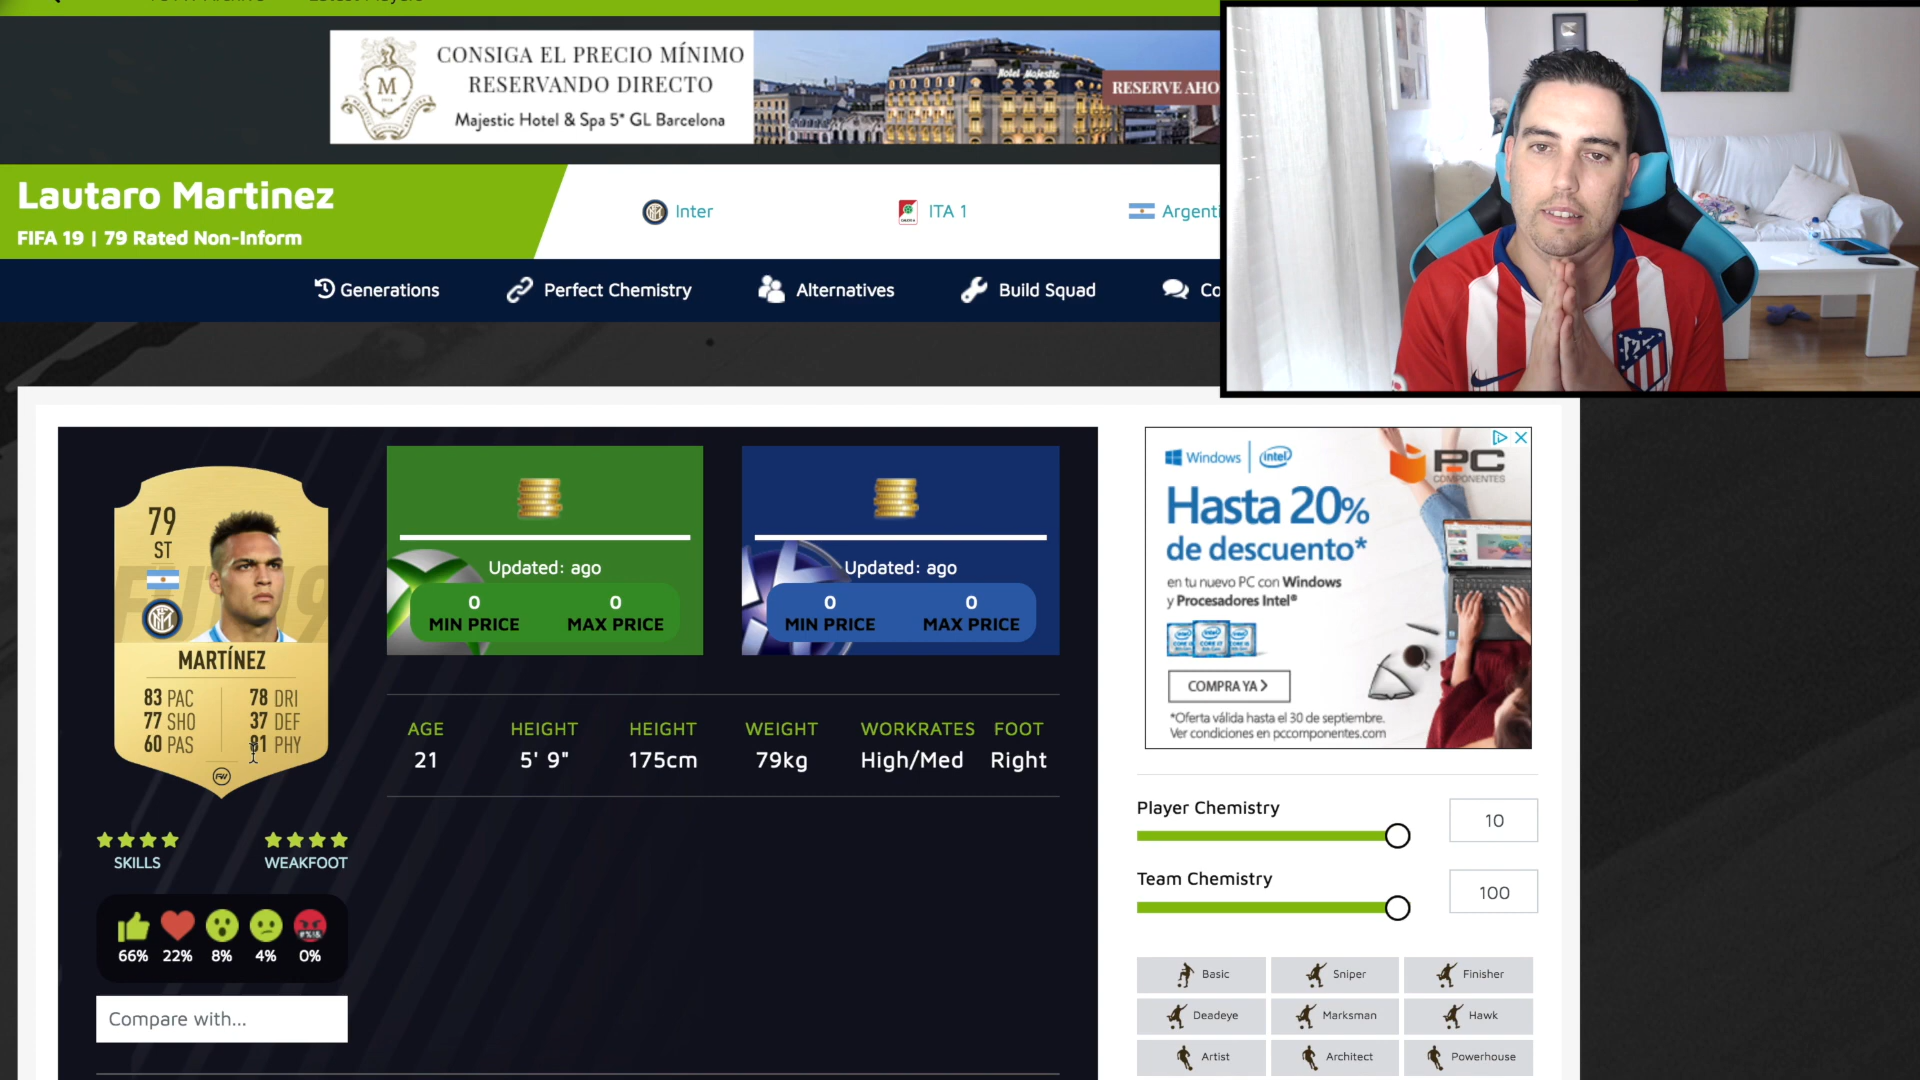 CONSIGA EL PRECIO MÍNIMO
RESERVANDO DIRECTO
Majestic Hotel & Spa 5* GL Barcelona
M
Hotel Majestic
RESERVE AHO
Lautaro Martinez
FIFA 19 | 79 Rated Non-Inform
Inter
ITA 1
Argenti
Generations
Perfect Chemistry
Alternatives
Build Squad
Co
79
ST
MARTÍNEZ
83 PAC 78 DRI
77 SHO 37 DEF
60 PAS 81 PHY
SKILLS
WEAKFOOT
66% 22% 8% 4% 0%
Compare with...
Updated: ago
0 0
MIN PRICE MAX PRICE
Updated: ago
0 0
MIN PRICE MAX PRICE
AGE HEIGHT HEIGHT WEIGHT WORKRATES FOOT
21 5' 9" 175cm 79kg High/Med Right
Windows intel
PC
COMPONENTES
Hasta 20%
de descuento*
en tu nuevo PC con Windows
y Procesadores Intel®
COMPRA YA >
*Oferta válida hasta el 30 de septiembre.
Ver condiciones en pccomponentes.com
Player Chemistry
10
Team Chemistry
100
Basic Sniper Finisher
Deadeye Marksman Hawk
Artist Architect Powerhouse